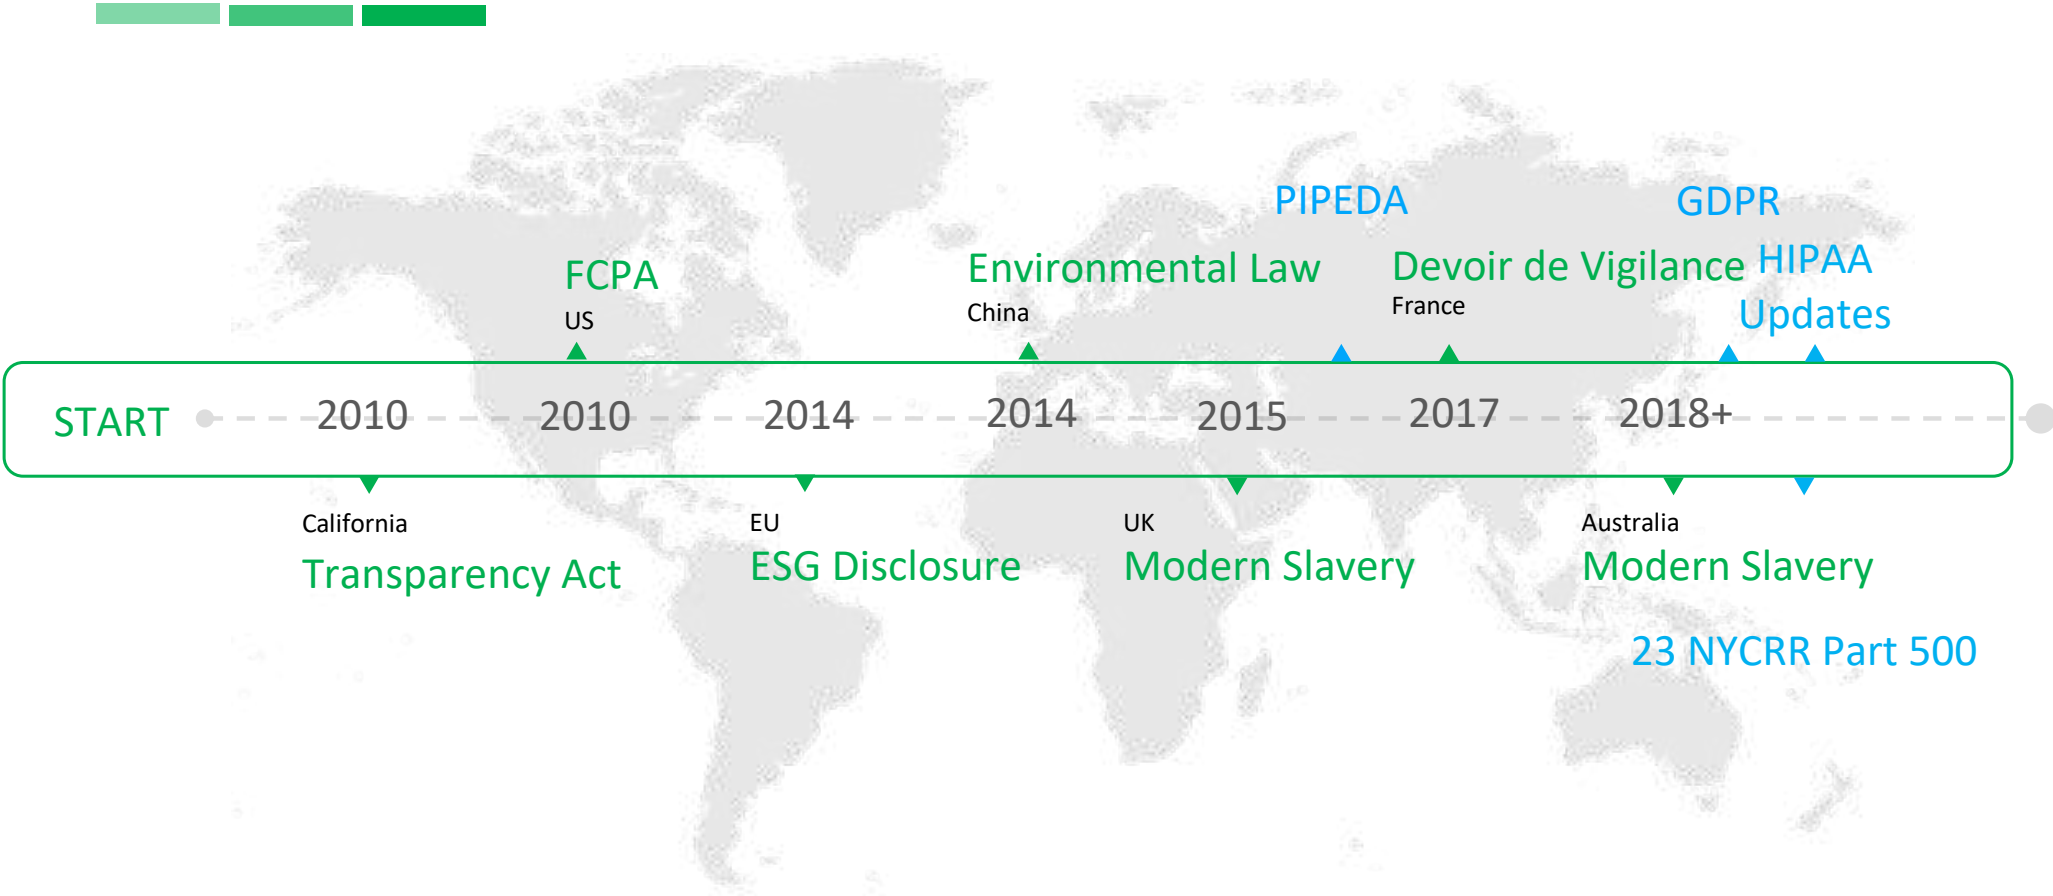 PIPEDA
GDPR
FCPA
US
Environmental Law
China
Devoir de Vigilance
France
HIPAA
Updates
START
2010
2010
2014
2014
2015
2017
2018+
California
Transparency Act
EU
ESG Disclosure
UK
Modern Slavery
Australia
Modern Slavery
23 NYCRR Part 500